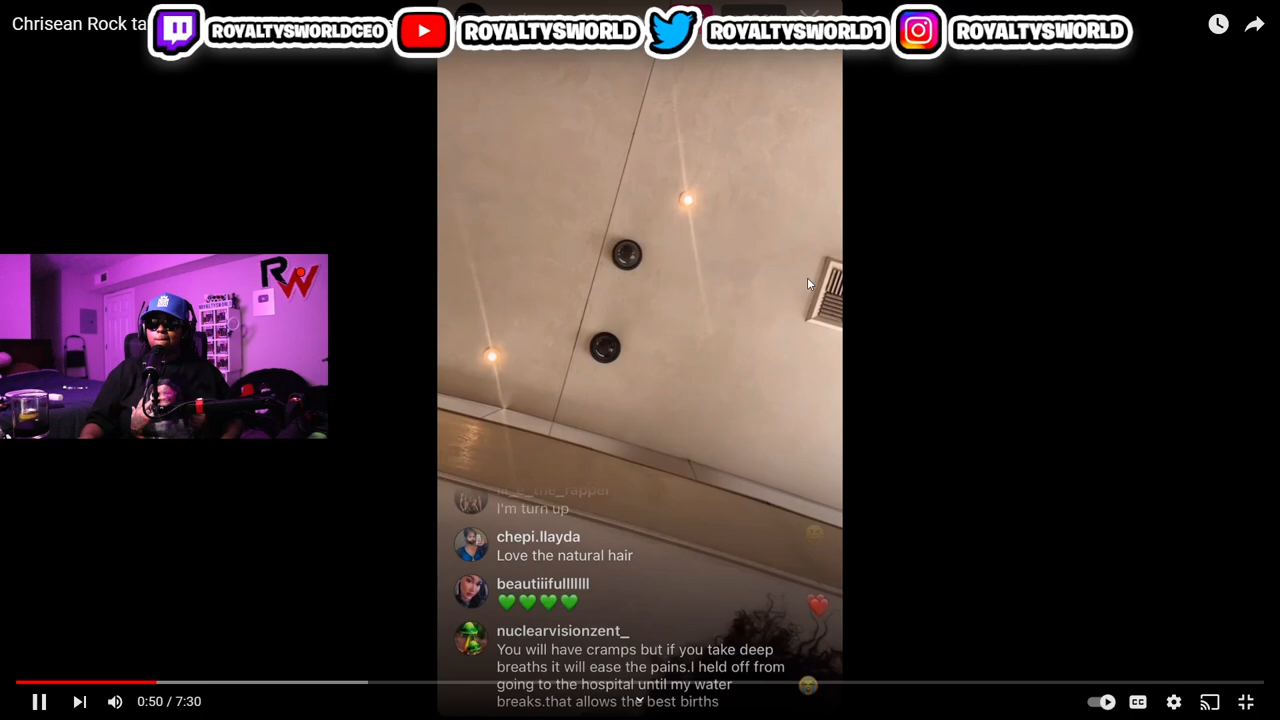 Chrisean Rock ta
ROYALTYSWORLDCEO
ROYALTYSWORLD
ROYALTYSWORLD1
ROYALTYSWORLD
RW
I'm turn up
chepi.llayda
Love the natural hair
beautiiifulllllll
💚💚💚💚
nuclearvisionzent_
You will have cramps but if you take deep
breaths it will ease the pains.I held off from
going to the hospital until my water
breaks.that allows the best births
0:50 / 7:30
CC